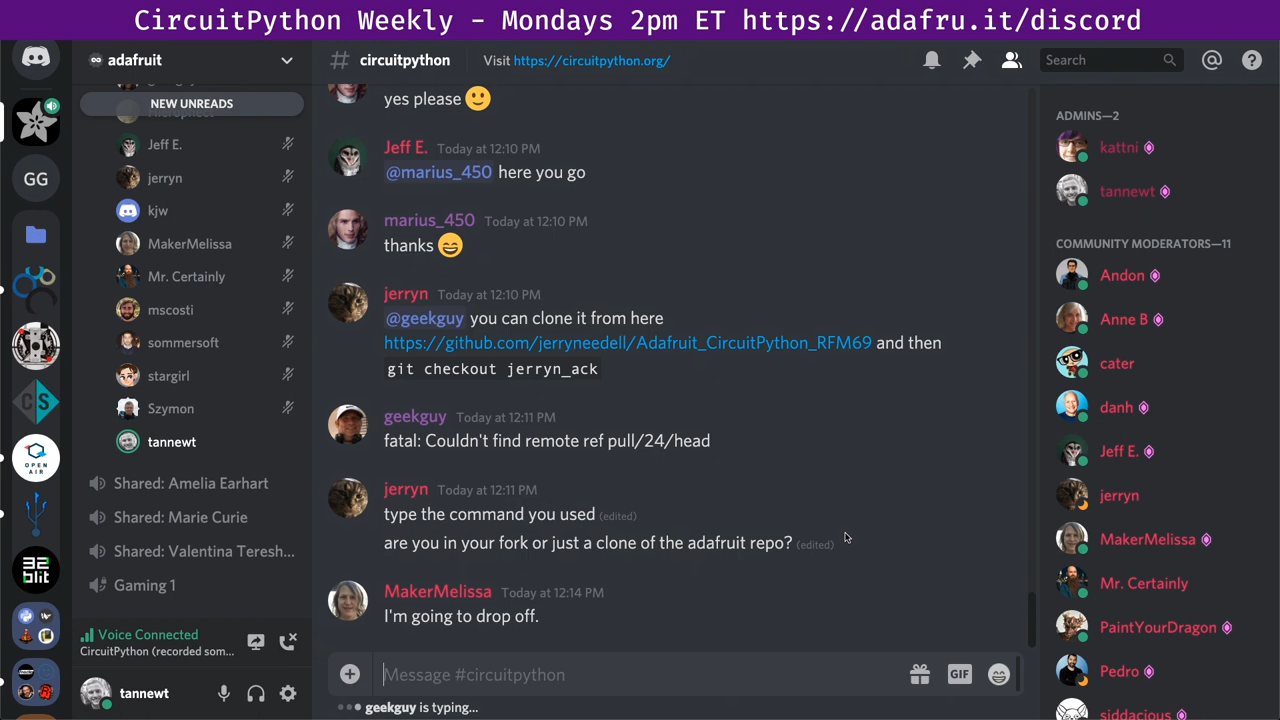 CircuitPython Weekly - Mondays 2pm ET https://adafru.it/discord
adafruit
NEW UNREADS
Jeff E.
jerryn
kjw
MakerMelissa
Mr. Certainly
mscosti
sommersoft
stargirl
Szymon
tannewt
Shared: Amelia Earhart
Shared: Marie Curie
Shared: Valentina Teresh...
Gaming 1
Voice Connected
CircuitPython (recorded som...
tannewt
GG
OPEN AIR
32blit
# circuitpython
Visit https://circuitpython.org/
Search
yes please
Jeff E. Today at 12:10 PM
@marius_450 here you go
marius_450 Today at 12:10 PM
thanks
jerryn Today at 12:10 PM
@geekguy you can clone it from here
https://github.com/jerryneedell/Adafruit_CircuitPython_RFM69 and then
git checkout jerryn_ack
geekguy Today at 12:11 PM
fatal: Couldn't find remote ref pull/24/head
jerryn Today at 12:11 PM
type the command you used (edited)
are you in your fork or just a clone of the adafruit repo? (edited)
MakerMelissa Today at 12:14 PM
I'm going to drop off.
Message #circuitpython
GIF
geekguy is typing...
ADMINS—2
kattni
tannewt
COMMUNITY MODERATORS—11
Andon
Anne B
cater
danh
Jeff E.
jerryn
MakerMelissa
Mr. Certainly
PaintYourDragon
Pedro
siddacious